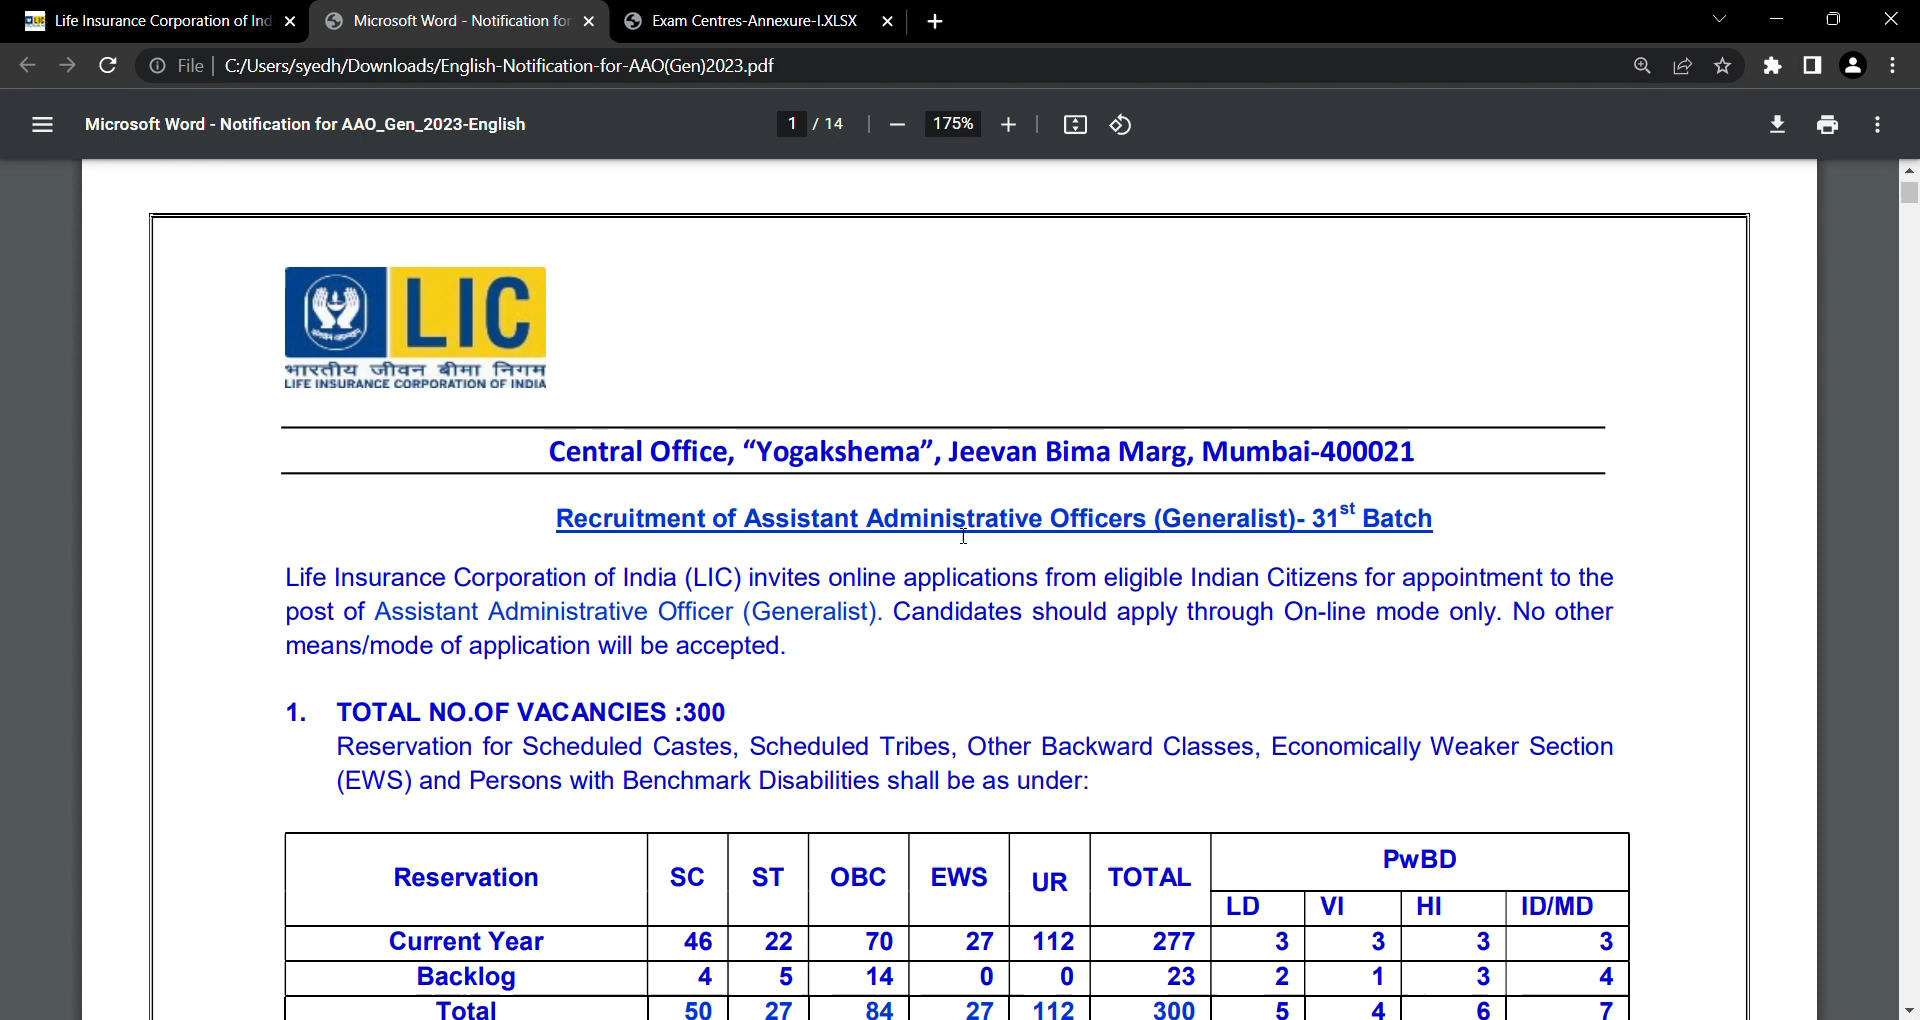 Life Insurance Corporation of Ind
Microsoft Word - Notification for
Exam Centres-Annexure-I.XLSX
File
C:/Users/syedh/Downloads/English-Notification-for-AAO(Gen)2023.pdf
Microsoft Word - Notification for AAO_Gen_2023-English
1 / 14
175%
LIC
भारतीय जीवन बीमा निगम
LIFE INSURANCE CORPORATION OF INDIA
Central Office, “Yogakshema”, Jeevan Bima Marg, Mumbai-400021
Recruitment of Assistant Administrative Officers (Generalist)- 31st Batch
Life Insurance Corporation of India (LIC) invites online applications from eligible Indian Citizens for appointment to the
post of Assistant Administrative Officer (Generalist). Candidates should apply through On-line mode only. No other
means/mode of application will be accepted.
1. TOTAL NO.OF VACANCIES :300
Reservation for Scheduled Castes, Scheduled Tribes, Other Backward Classes, Economically Weaker Section
(EWS) and Persons with Benchmark Disabilities shall be as under:
Reservation SC ST OBC EWS UR TOTAL PwBD
LD VI HI ID/MD
Current Year 46 22 70 27 112 277 3 3 3 3
Backlog 4 5 14 0 0 23 2 1 3 4
Total 50 27 84 27 112 300 5 4 6 7